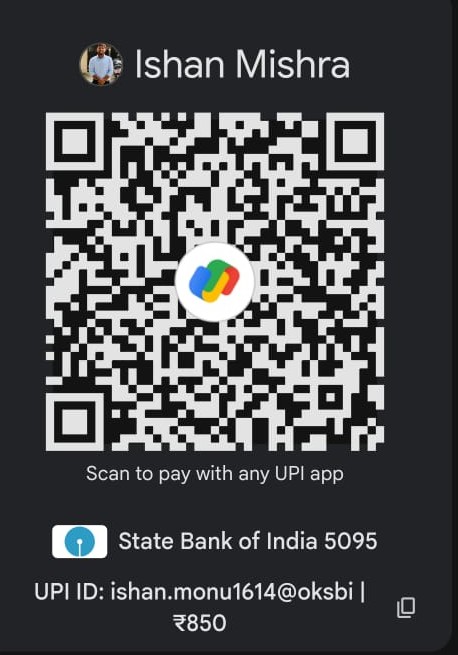 Ishan Mishra
Scan to pay with any UPI app
State Bank of India 5095
UPI ID: ishan.monu1614@oksbi |
₹850